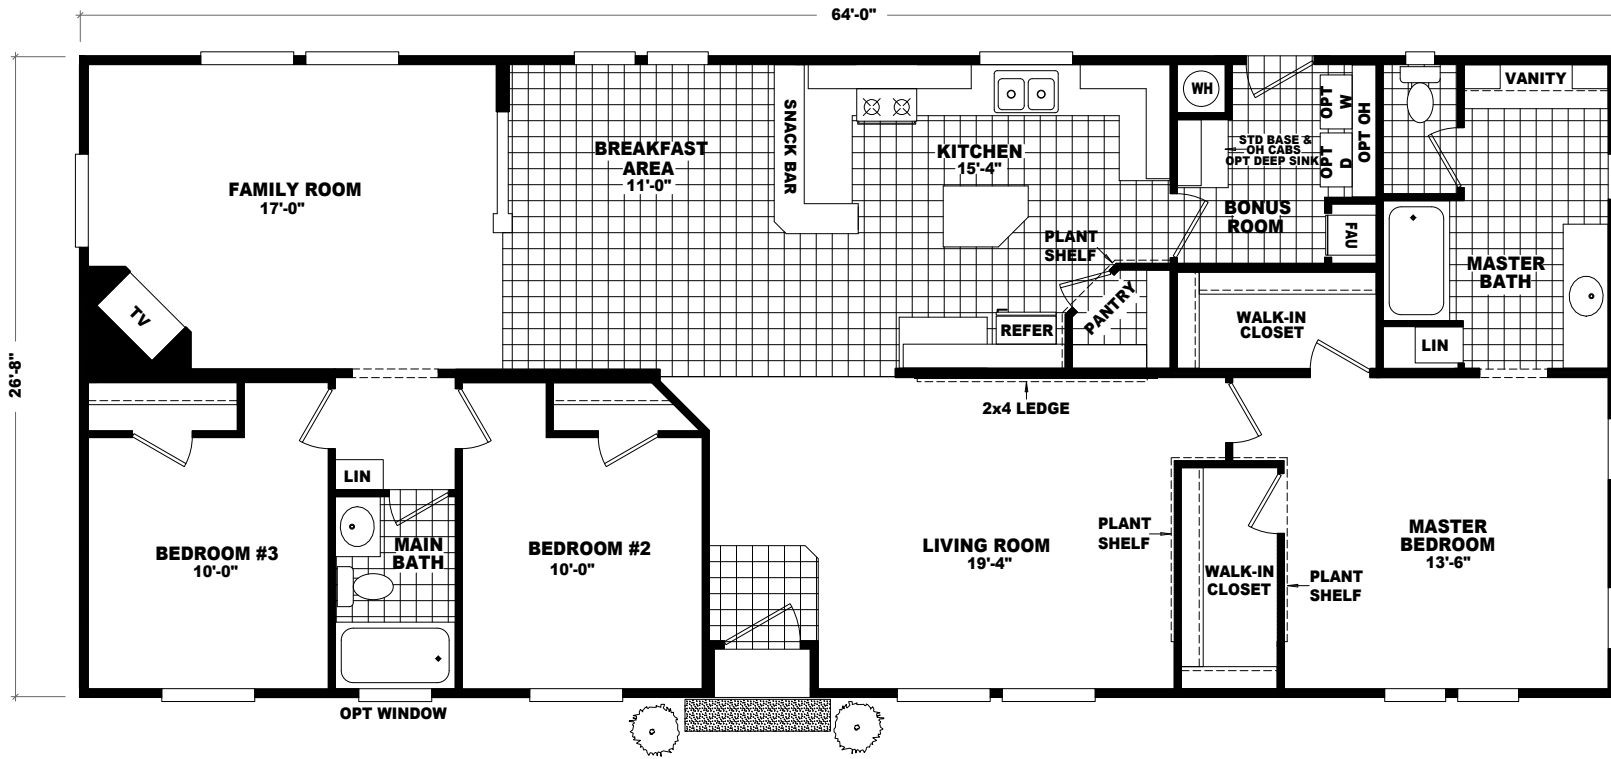 64'-0"
26'-8"
FAMILY ROOM
17'-0"
TV
BREAKFAST
AREA
11'-0"
SNACK BAR
KITCHEN
15'-4"
PLANT
SHELF
PANTRY
REFER
WH
STD BASE &
OH CABS
OPT DEEP SINK
OPT
W
OPT
D
OPT OH
BONUS
ROOM
FAU
VANITY
MASTER
BATH
LIN
WALK-IN
CLOSET
2x4 LEDGE
LIN
BEDROOM #3
10'-0"
MAIN
BATH
BEDROOM #2
10'-0"
LIVING ROOM
19'-4"
PLANT
SHELF
WALK-IN
CLOSET
PLANT
SHELF
MASTER
BEDROOM
13'-6"
OPT WINDOW